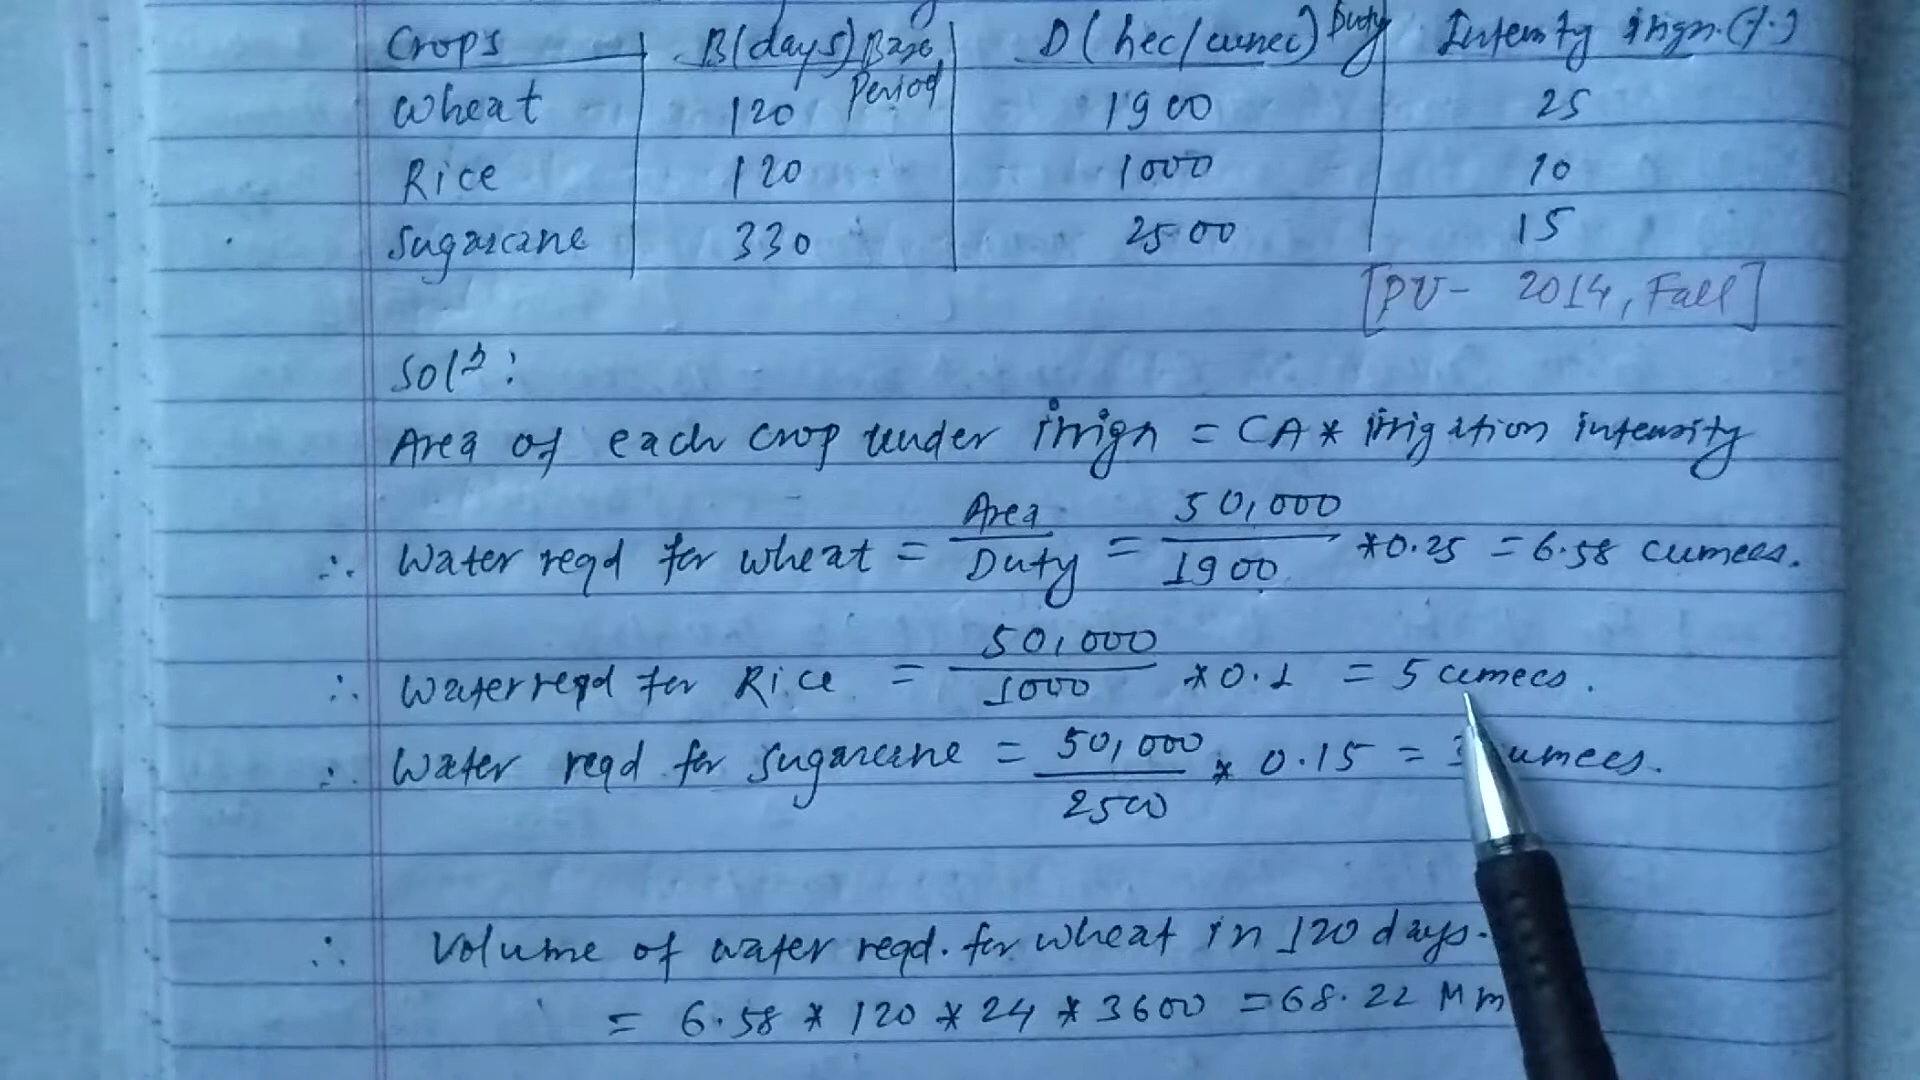 Crops B(days) Base Period D(hec/cumec) Duty Intensity irign.(%)
Wheat 120 1900 25
Rice 120 1000 10
Sugarcane 330 2500 15
[PU- 2014, Fall]
Solⁿ:
Area of each crop under irrign = CA * irrigation intensity
∴ Water reqd for wheat = Area/Duty = 50,000/1900 *0.25 = 6.58 cumecs.
∴ Water reqd for Rice = 50,000/1000 *0.1 = 5 cumecs.
∴ Water reqd for sugarcane = 50,000/2500 * 0.15 = umecs.
∴ Volume of water reqd. for wheat in 120 days.
= 6.58 * 120 * 24 * 3600 = 68.22 Mm